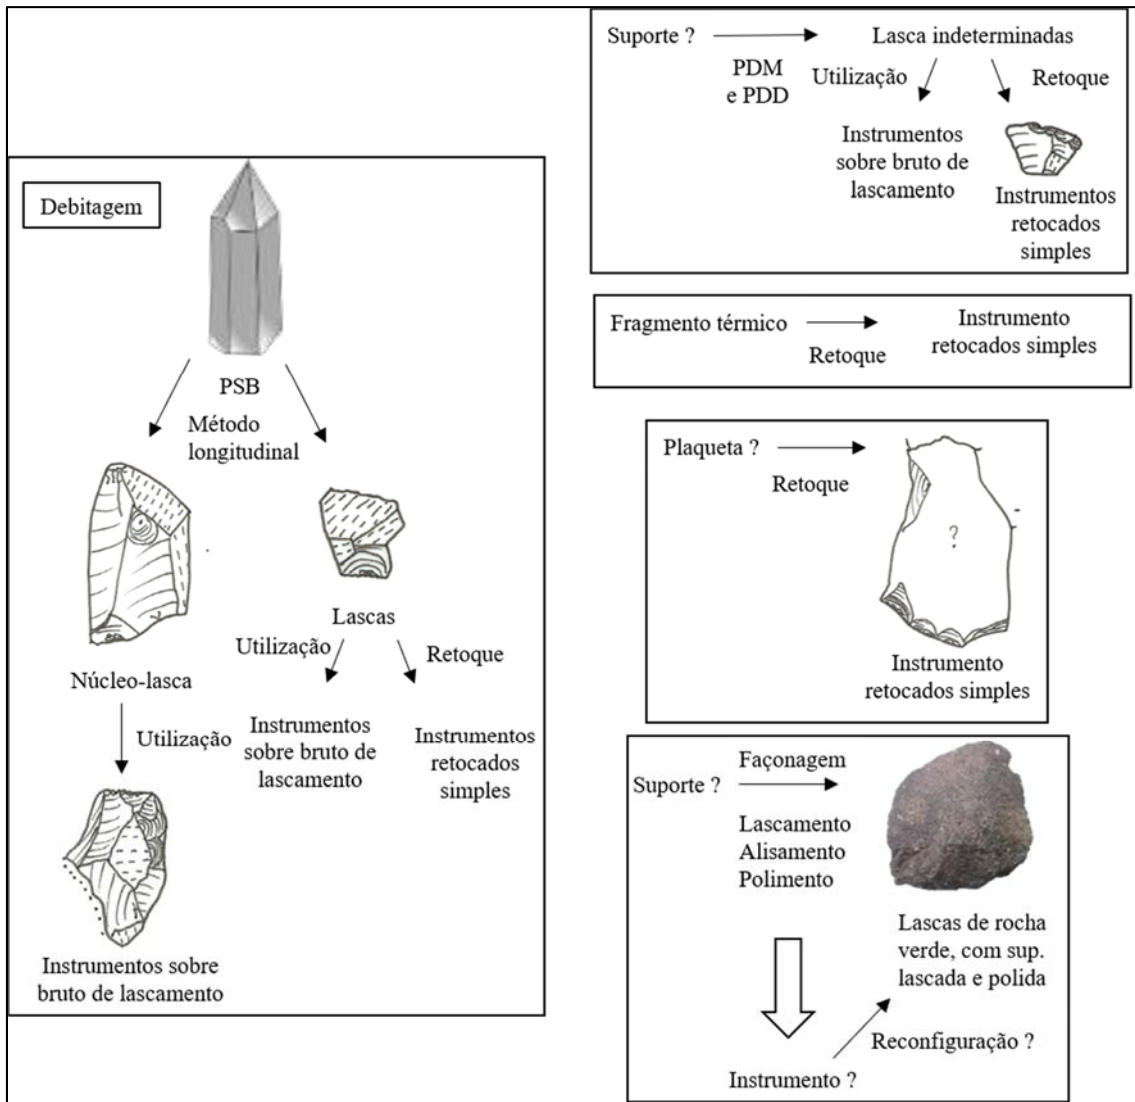 Debitagem
PSB
Método
longitudinal
Lascas
Utilização
Retoque
Núcleo-lasca
Utilização
Instrumentos
sobre bruto de
lascamento
Instrumentos
retocados
simples
Instrumentos sobre
bruto de lascamento
Suporte ?
Lasca indeterminadas
PDM
e PDD
Utilização
Retoque
Instrumentos
sobre bruto de
lascamento
Instrumentos
retocados
simples
Fragmento térmico
Retoque
Instrumento
retocados simples
Plaqueta ?
Retoque
?
Instrumento
retocados simples
Suporte ?
Façonagem
Lascamento
Alisamento
Polimento
Lascas de rocha
verde, com sup.
lascada e polida
Reconfiguração ?
Instrumento ?